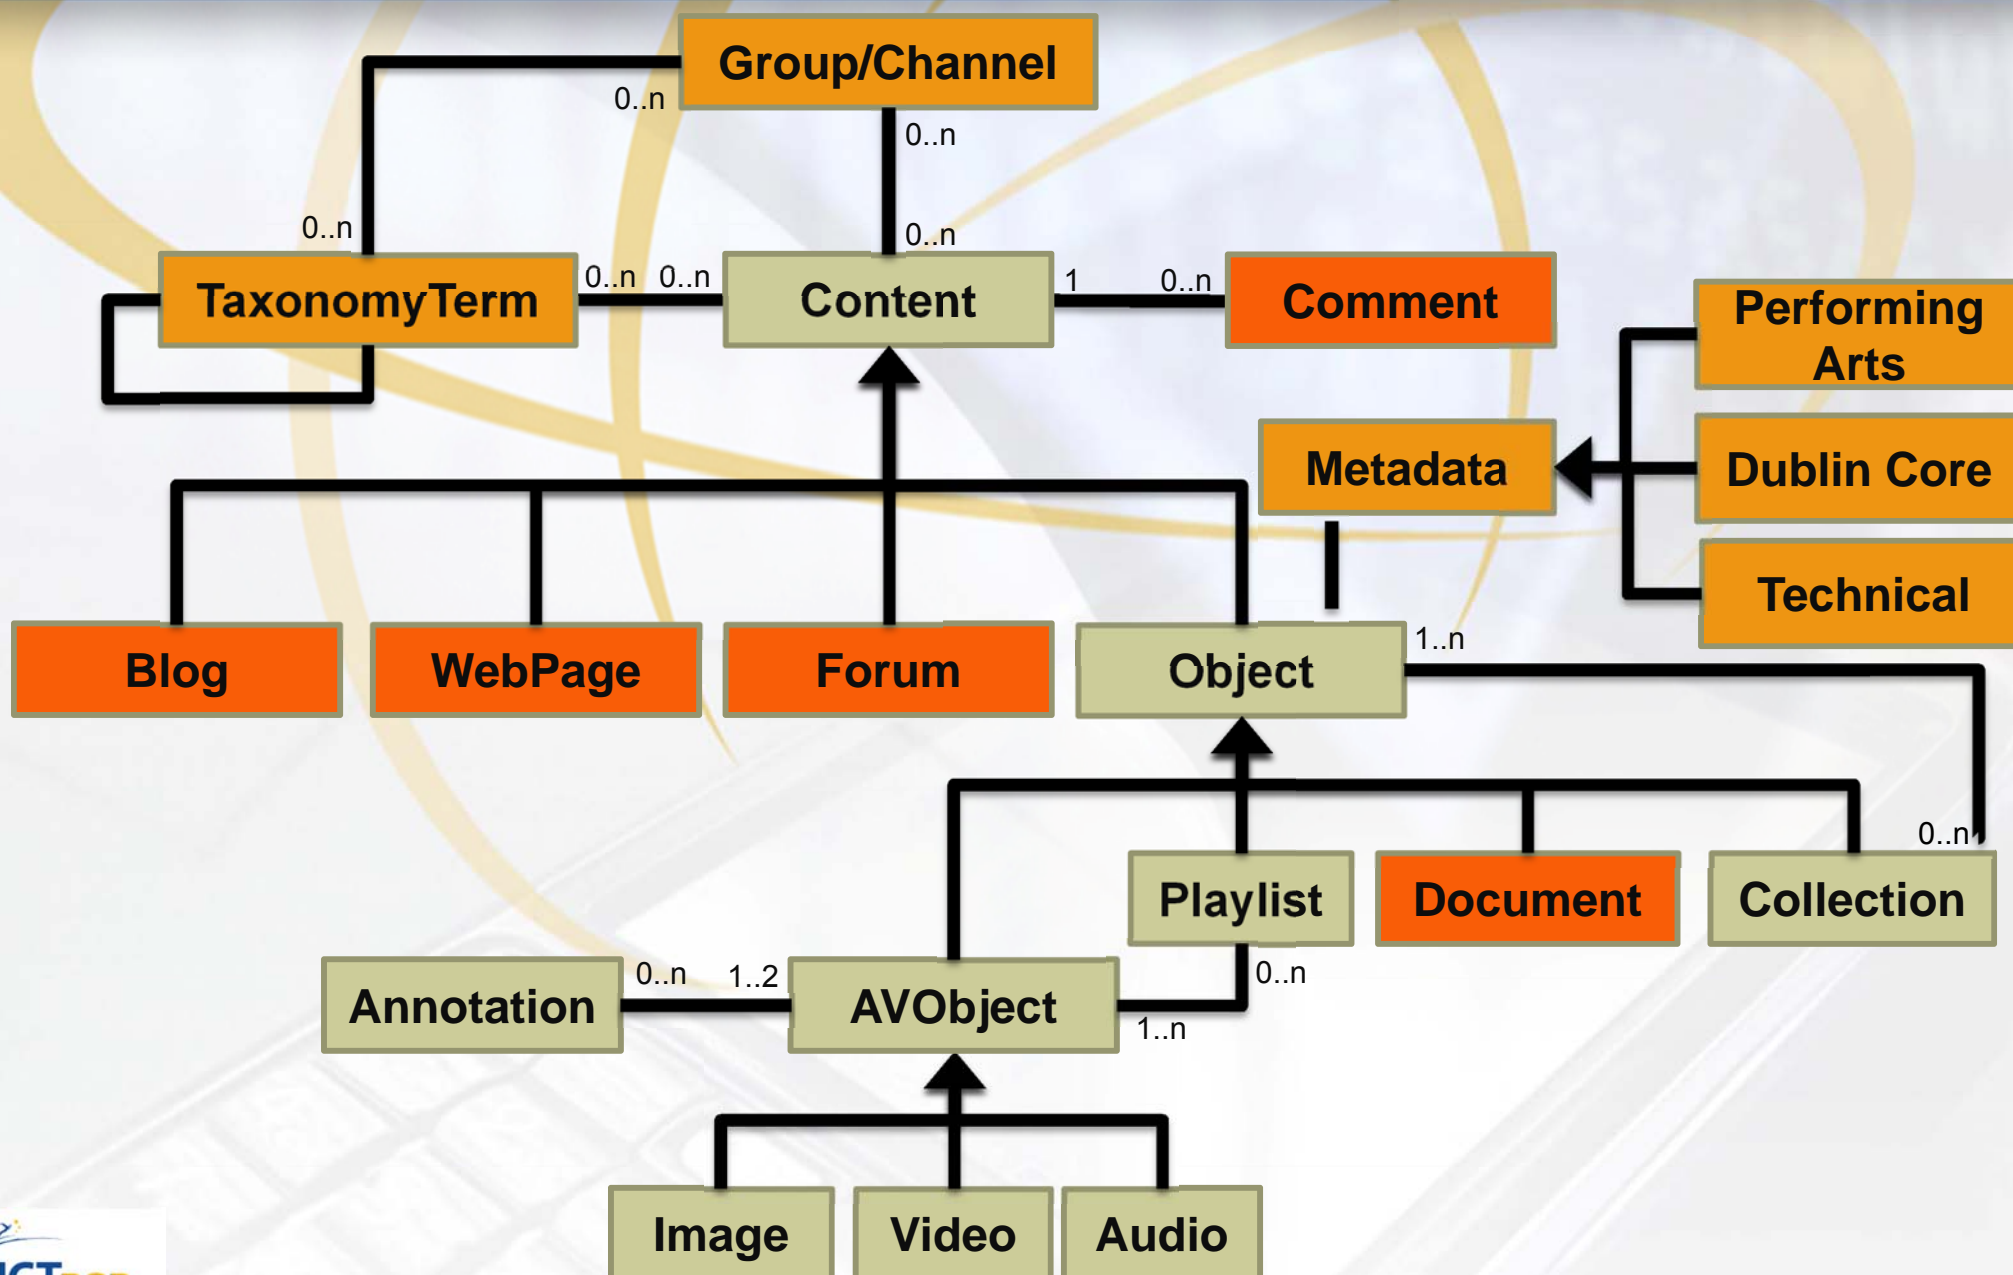 Group/Channel
0..n
0..n
0..n
0..n
TaxonomyTerm
0..n
0..n
Content
1
0..n
Comment
Performing
Arts
Metadata
Dublin Core
Technical
Blog
WebPage
Forum
Object
1..n
0..n
Playlist
Document
Collection
Annotation
0..n
1..2
AVObject
0..n
1..n
Image
Video
Audio